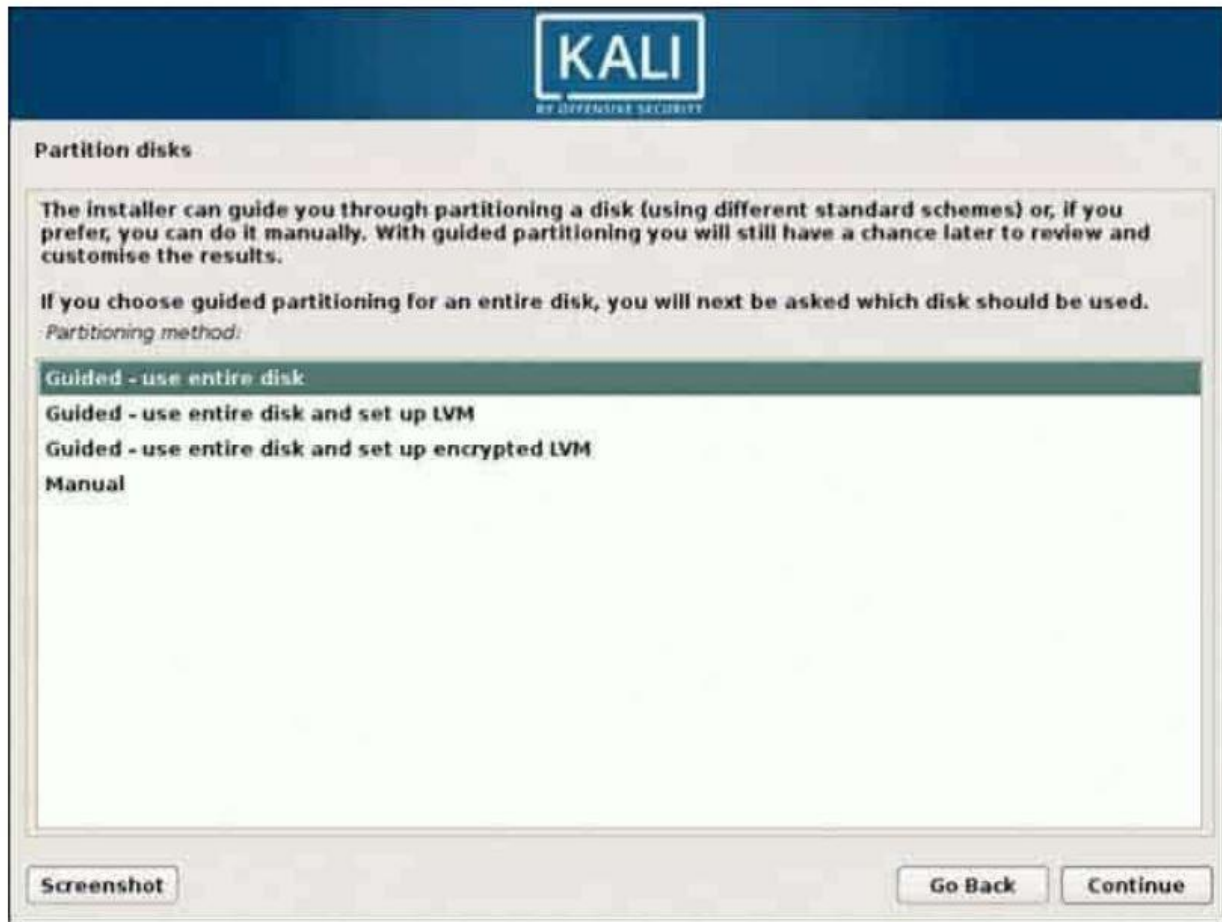 KALI
BY OFFENSIVE SECURITY
Partition disks
The installer can guide you through partitioning a disk (using different standard schemes) or, if you
prefer, you can do it manually. With guided partitioning you will still have a chance later to review and
customise the results.
If you choose guided partitioning for an entire disk, you will next be asked which disk should be used.
Partitioning method:
Guided - use entire disk
Guided - use entire disk and set up LVM
Guided - use entire disk and set up encrypted LVM
Manual
Screenshot
Go Back
Continue